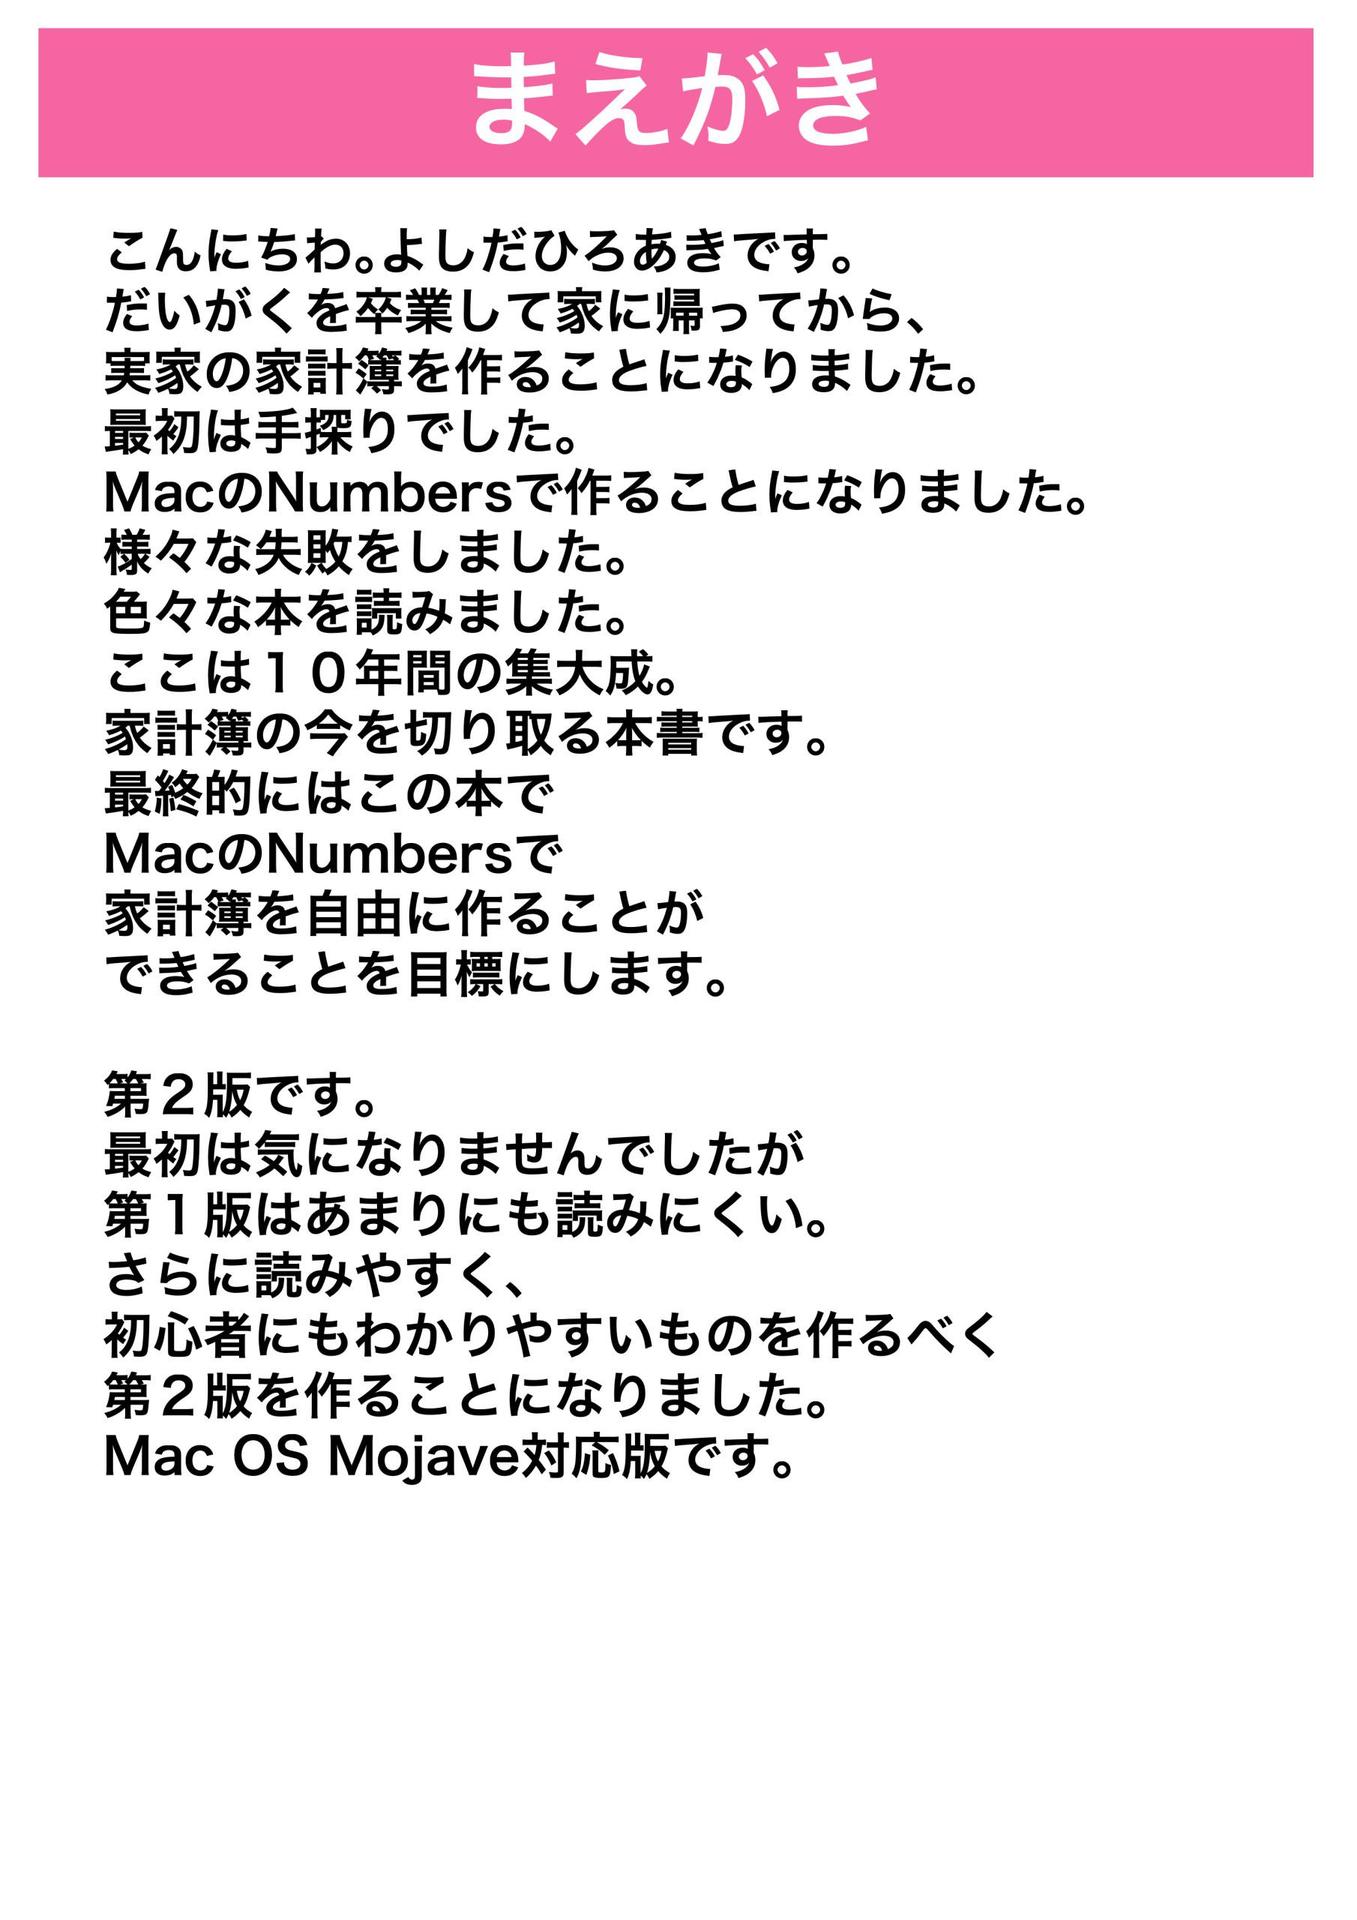 まえがき
こんにちわ。よしだひろあきです。
だいがくを卒業して家に帰ってから、
実家の家計簿を作ることになりました。
最初は手探りでした。
MacのNumbersで作ることになりました。
様々な失敗をしました。
色々な本を読みました。
ここは１０年間の集大成。
家計簿の今を切り取る本書です。
最終的にはこの本で
MacのNumbersで
家計簿を自由に作ることが
できることを目標にします。
第２版です。
最初は気になりませんでしたが
第１版はあまりにも読みにくい。
さらに読みやすく、
初心者にもわかりやすいものを作るべく
第２版を作ることになりました。
Mac OS Mojave対応版です。